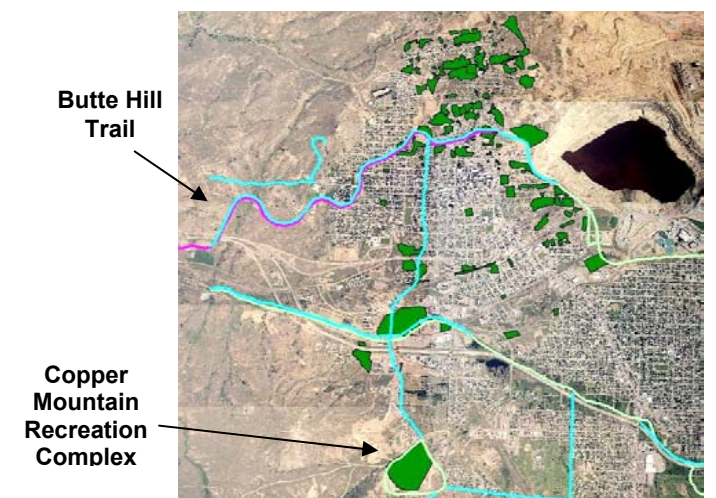 Butte Hill
Trail
Copper
Mountain
Recreation
Complex